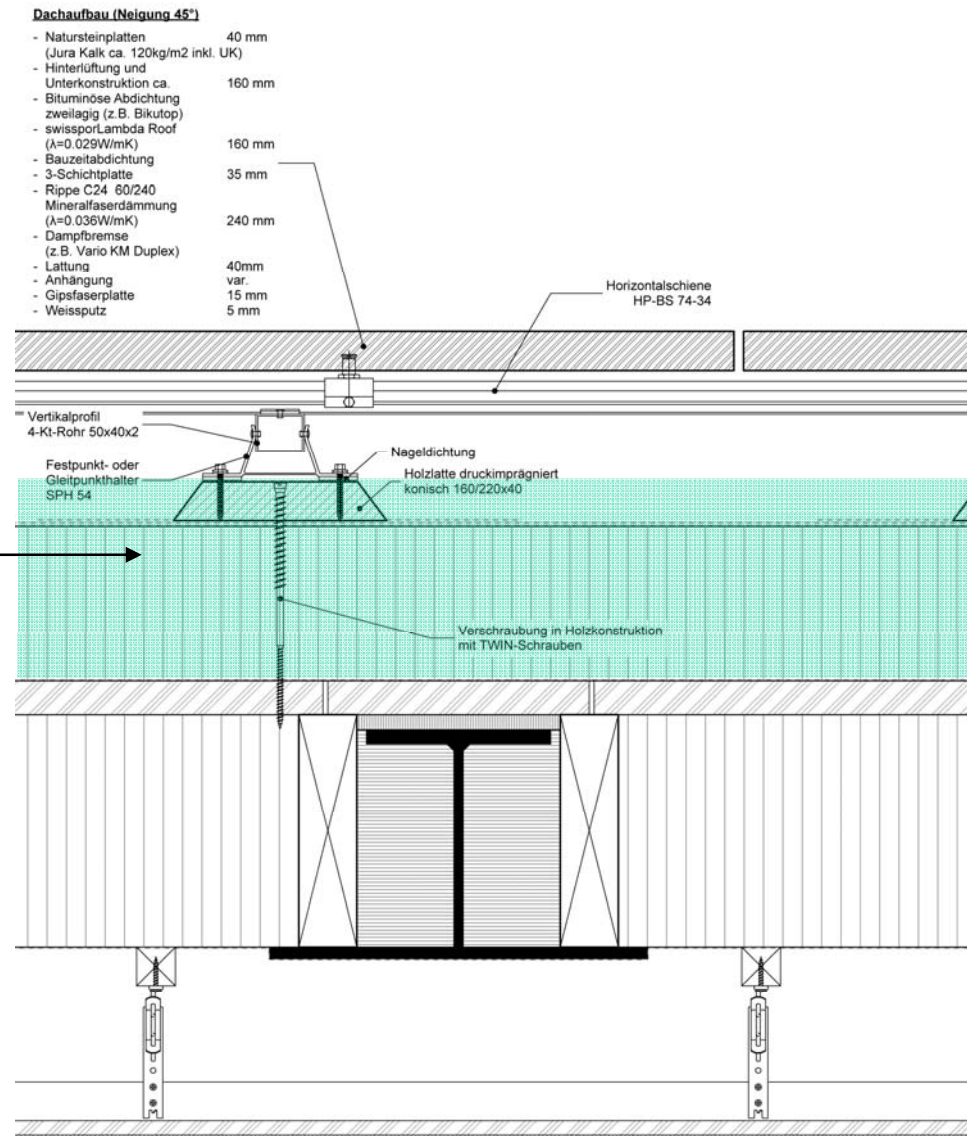 Dachaufbau (Neigung 45°)
- Natursteinplatten 40 mm
(Jura Kalk ca. 120kg/m2 inkl. UK)
- Hinterlüftung und
Unterkonstruktion ca. 160 mm
- Bituminöse Abdichtung
zweilagig (z.B. Bikutop)
- swissporLambda Roof
(λ=0.029W/mK) 160 mm
- Bauzeitabdichtung
- 3-Schichtplatte 35 mm
- Rippe C24 60/240
Mineralfaserdämmung
(λ=0.036W/mK) 240 mm
- Dampfbremse
(z.B. Vario KM Duplex)
- Lattung 40mm
- Anhängung var.
- Gipsfaserplatte 15 mm
- Weissputz 5 mm
Horizontalschiene
HP-BS 74-34
Vertikalprofil
4-Kt-Rohr 50x40x2
Festpunkt- oder
Gleitpunkthalter
SPH 54
Nageldichtung
Holzlatte druckimprägniert
konisch 160/220x40
Verschraubung in Holzkonstruktion
mit TWIN-Schrauben